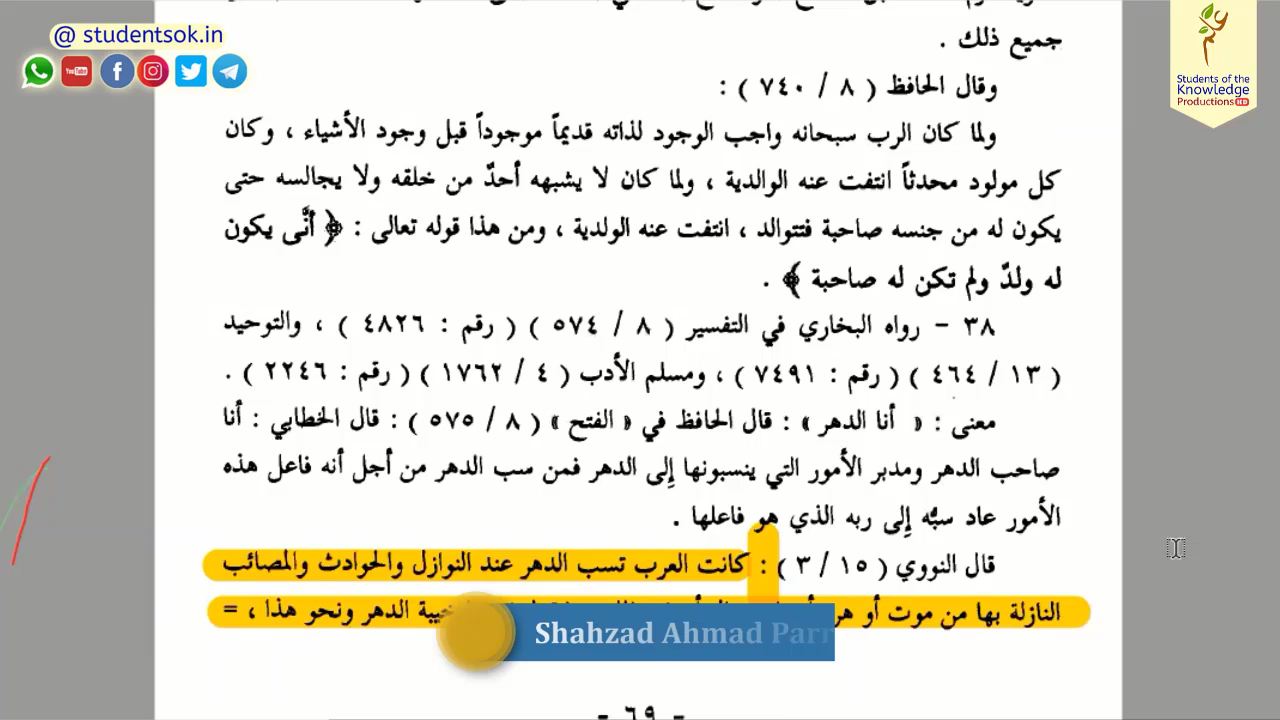 @ studentsok.in
Students of the
Knowledge
Productions HD
جميع ذلك .
وقال الحافظ ( ٨ / ٧٤٠ ) :
ولما كان الرب سبحانه واجب الوجود لذاته قديماً موجوداً قبل وجود الأشياء ، وكان
كل مولود محدثاً انتفت عنه الوالدية ، ولما كان لا يشبهه أحدٌ من خلقه ولا يجالسه حتى
يكون له من جنسه صاحبة فتتوالد ، انتفت عنه الولدية ، ومن هذا قوله تعالى : ﴿ أنَّى يكون
له ولدٌ ولم تكن له صاحبة ﴾ .
٣٨ - رواه البخاري في التفسير ( ٨ / ٥٧٤ ) ( رقم : ٤٨٢٦ ) ، والتوحيد
( ١٣ / ٤٦٤ ) ( رقم : ٧٤٩١ ) ، ومسلم الأدب ( ٤ / ١٧٦٢ ) ( رقم : ٢٢٤٦ ) .
معنى : « أنا الدهر » : قال الحافظ في « الفتح » ( ٨ / ٥٧٥ ) : قال الخطابي : أنا
صاحب الدهر ومدبر الأمور التي ينسبونها إِلى الدهر فمن سب الدهر من أجل أنه فاعل هذه
الأمور عاد سبُّه إِلى ربه الذي هو فاعلها .
قال النووي ( ١٥ / ٣ ) : كانت العرب تسب الدهر عند النوازل والحوادث والمصائب
النازلة بها من موت أو الدهر ونحو هذا ، =
Shahzad Ahmad
- ٦٩ -